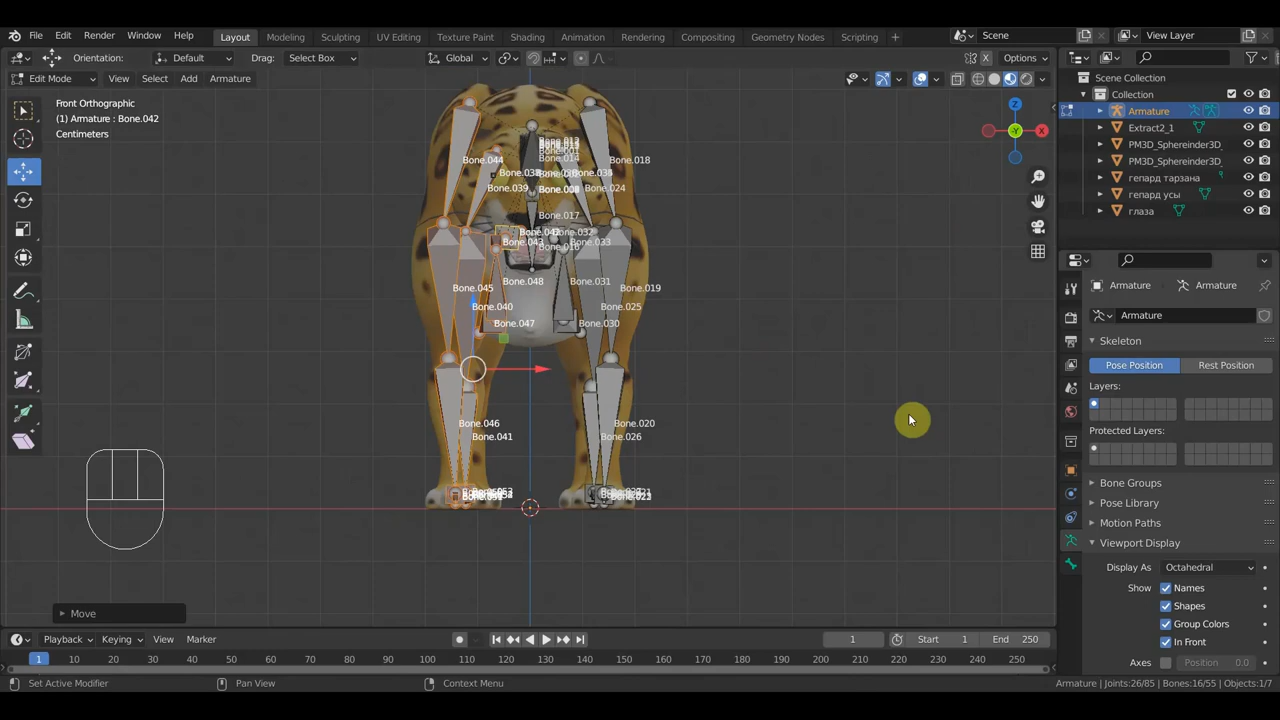 File Edit Render Window Help Layout Modeling Sculpting UV Editing Texture Paint Shading Animation Rendering Compositing Geometry Nodes Scripting + Scene View Layer
Orientation: Default Drag: Select Box Global Options
Edit Mode View Select Add Armature
Front Orthographic
(1) Armature : Bone.042
Centimeters
Z
X
-Y
Bone.044
Bone.018
Bone.014
Bone.039
Bone.024
Bone.017
Bone.033
Bone.016
Bone.048
Bone.031
Bone.045
Bone.019
Bone.040
Bone.025
Bone.047
Bone.030
Bone.046
Bone.020
Bone.041
Bone.026
Move
Scene Collection
Collection
Armature
Extract2_1
PM3D_Sphereinder3D_
PM3D_Sphereinder3D_
гепард тарзана
гепард усы
глаза
Armature Armature
Armature
Skeleton
Pose Position Rest Position
Layers:
Protected Layers:
Bone Groups
Pose Library
Motion Paths
Viewport Display
Display As Octahedral
Show Names
Shapes
Group Colors
In Front
Axes Position 0.0
Playback Keying View Marker 1 Start 1 End 250
1 10 20 30 40 50 60 70 80 90 100 110 120 130 140 150 160 170 180 190 200 210 220 230 240 250
Set Active Modifier Pan View Context Menu Armature | Joints:26/85 | Bones:16/55 | Objects:1/7